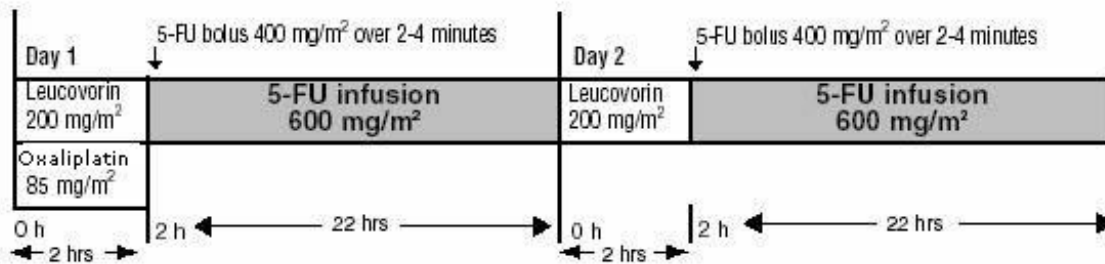 5-FU bolus 400 mg/m² over 2-4 minutes
5-FU bolus 400 mg/m² over 2-4 minutes
Day 1
Day 2
Leucovorin
200 mg/m²
5-FU infusion
600 mg/m²
Leucovorin
200 mg/m²
5-FU infusion
600 mg/m²
Oxaliplatin
85 mg/m²
0 h
2 h
22 hrs
0 h
2 h
22 hrs
2 hrs
2 hrs